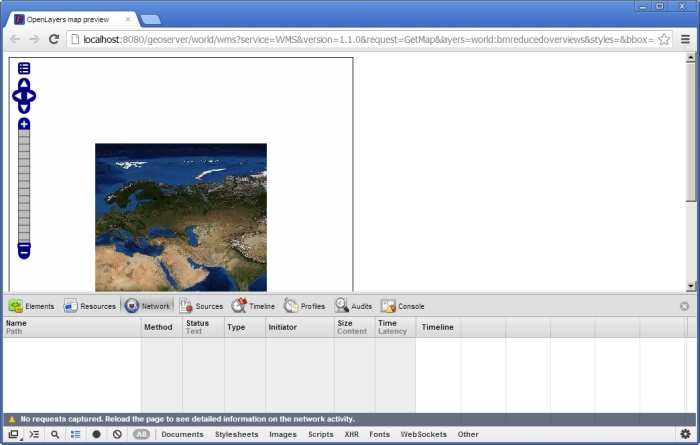 OpenLayers map preview
localhost:8080/geoserver/world/wms?service=WMS&version=1.1.0&request=GetMap&layers=world:bmreducedoverviews&styles=&bbox=
Elements Resources Network Sources Timeline Profiles Audits Console
Name Method Status Type Initiator Size Time Timeline
Path Text Content Latency
No requests captured. Reload the page to see detailed information on the network activity.
All Documents Stylesheets Images Scripts XHR Fonts WebSockets Other